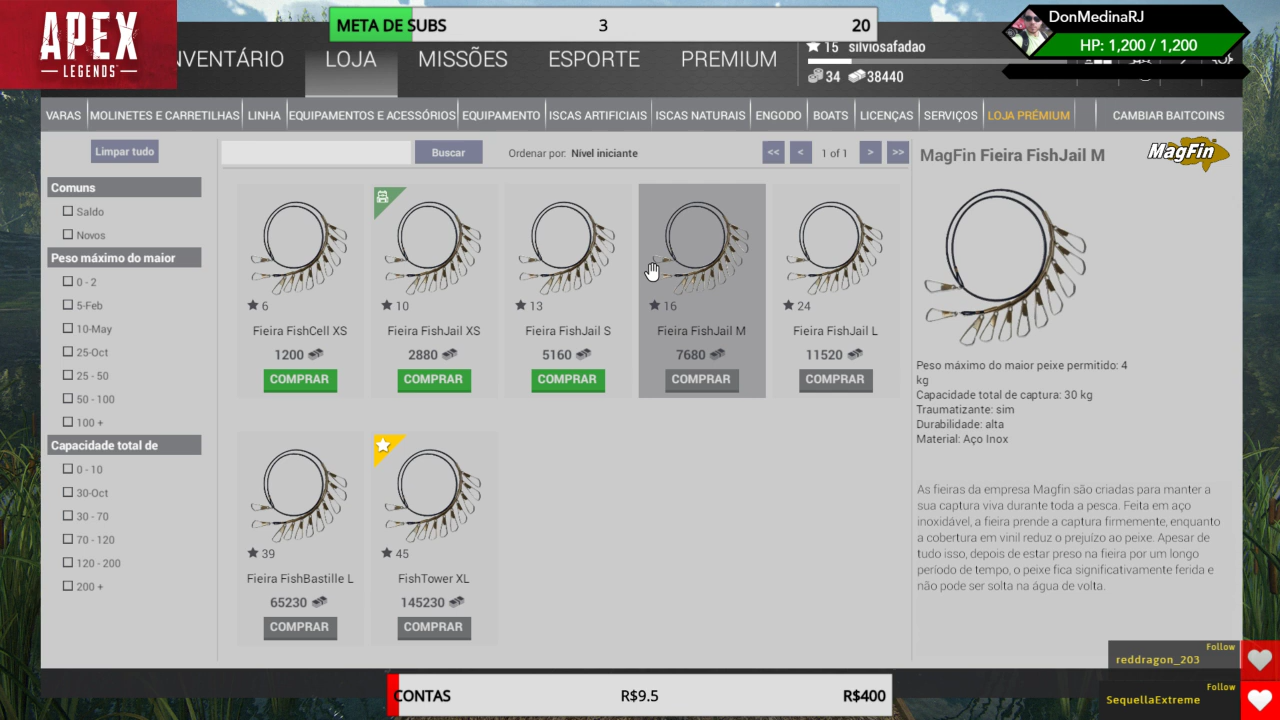 APEX
LEGENDS
META DE SUBS 3 20
DonMedinaRJ
HP: 1,200 / 1,200
NVENTÁRIO LOJA MISSÕES ESPORTE PREMIUM
15 silviosafadao
34 38440
VARAS MOLINETES E CARRETILHAS LINHA EQUIPAMENTOS E ACESSÓRIOS EQUIPAMENTO ISCAS ARTIFICIAIS ISCAS NATURAIS ENGODO BOATS LICENÇAS SERVIÇOS LOJA PRÊMIUM CAMBIAR BAITCOINS
Limpar tudo
Buscar
Ordenar por: Nível iniciante
<< < 1 of 1 > >>
Comuns
Saldo
Novos
Peso máximo do maior
0 - 2
5-Feb
10-May
25-Oct
25 - 50
50 - 100
100 +
Capacidade total de
0 - 10
30-Oct
30 - 70
70 - 120
120 - 200
200 +
6 10 13 16 24
Fieira FishCell XS Fieira FishJail XS Fieira FishJail S Fieira FishJail M Fieira FishJail L
1200 2880 5160 7680 11520
COMPRAR COMPRAR COMPRAR COMPRAR COMPRAR
39 45
Fieira FishBastille L FishTower XL
65230 145230
COMPRAR COMPRAR
MagFin Fieira FishJail M
MagFin
Peso máximo do maior peixe permitido: 4
kg
Capacidade total de captura: 30 kg
Traumatizante: sim
Durabilidade: alta
Material: Aço Inox
As fieiras da empresa Magfin são criadas para manter a
sua captura viva durante toda a pesca. Feita em aço
inoxidável, a fieira prende a captura firmemente, enquanto
a cobertura em vinil reduz o prejuízo ao peixe. Apesar de
tudo isso, depois de estar preso na fieira por um longo
período de tempo, o peixe fica significativamente ferida e
não pode ser solta na água de volta.
Follow
reddragon_203
Follow
SequellaExtreme
CONTAS R$9.5 R$400